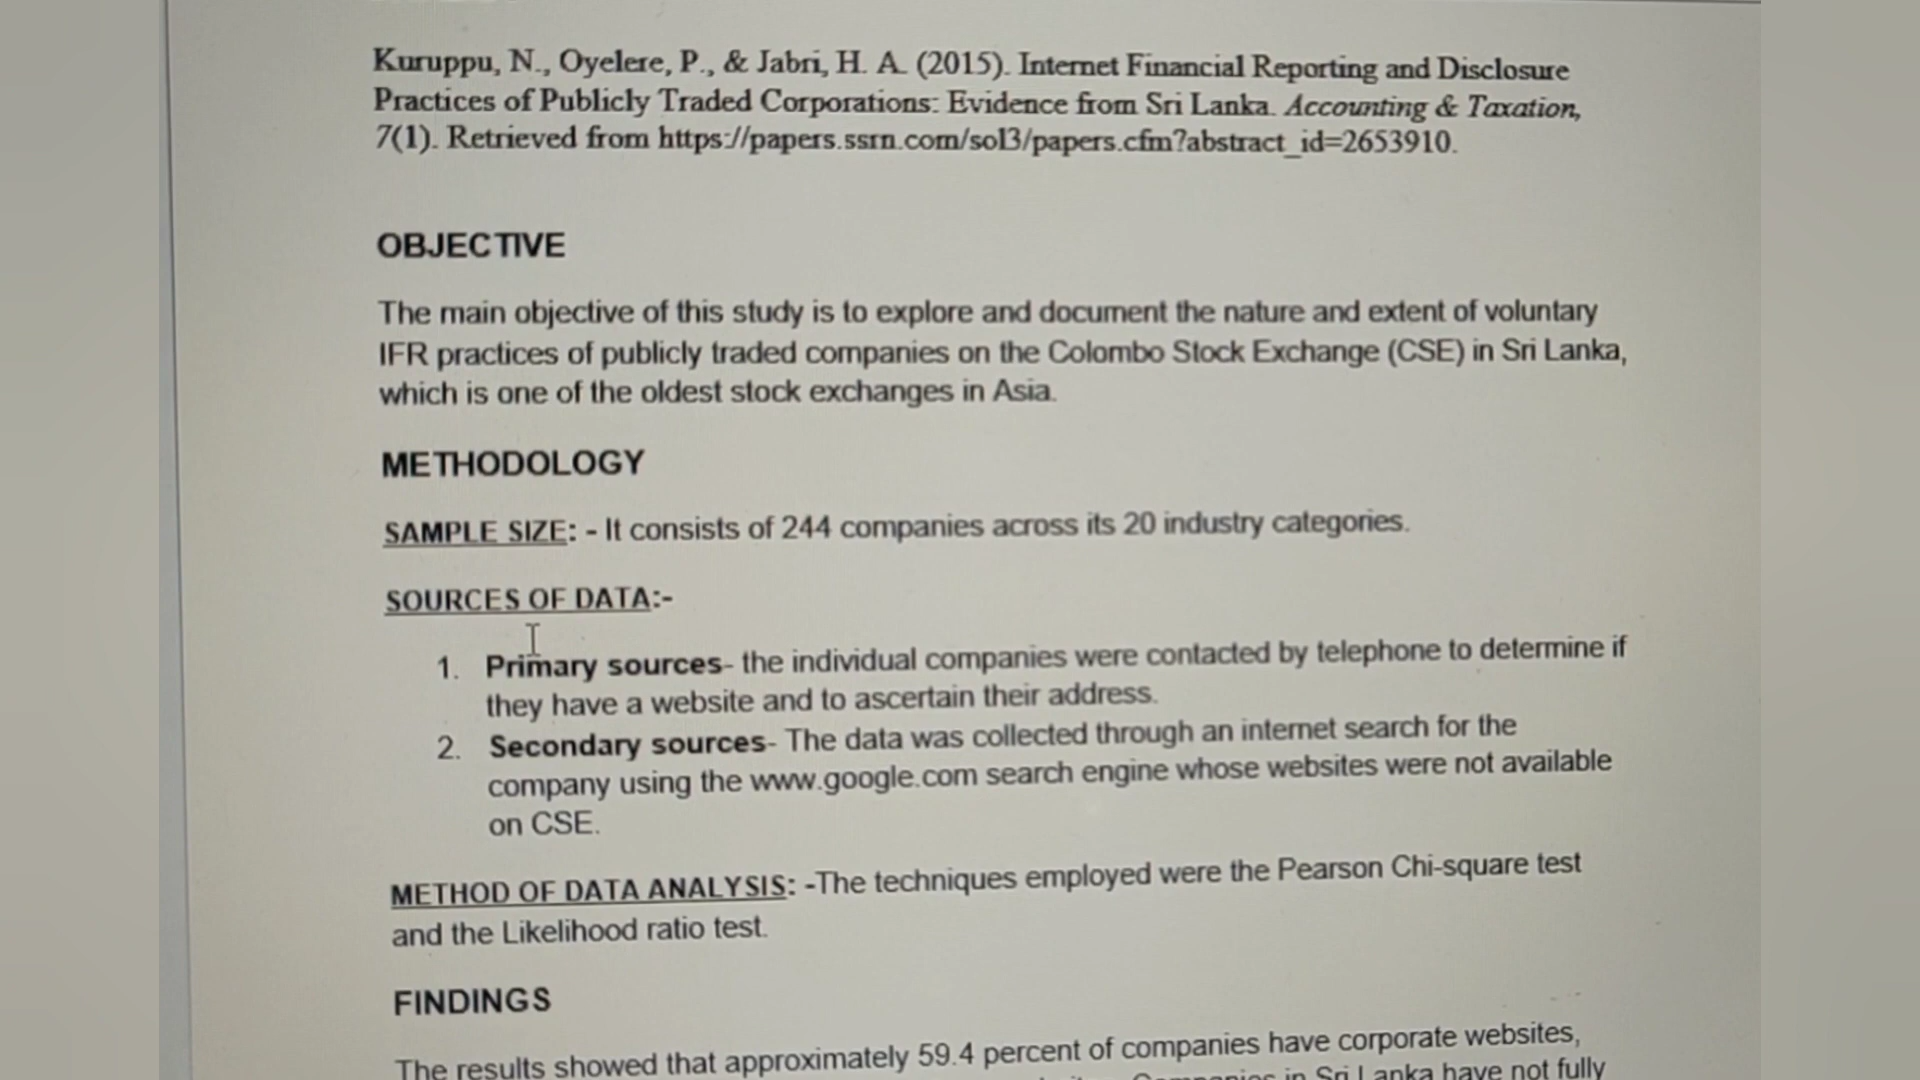 Kuruppu, N., Oyelere, P., & Jabri, H. A. (2015). Internet Financial Reporting and Disclosure
Practices of Publicly Traded Corporations: Evidence from Sri Lanka. Accounting & Taxation,
7(1). Retrieved from https://papers.ssrn.com/sol3/papers.cfm?abstract_id=2653910.
OBJECTIVE
The main objective of this study is to explore and document the nature and extent of voluntary
IFR practices of publicly traded companies on the Colombo Stock Exchange (CSE) in Sri Lanka,
which is one of the oldest stock exchanges in Asia.
METHODOLOGY
SAMPLE SIZE: - It consists of 244 companies across its 20 industry categories.
SOURCES OF DATA:-
1. Primary sources- the individual companies were contacted by telephone to determine if
they have a website and to ascertain their address.
2. Secondary sources- The data was collected through an internet search for the
company using the www.google.com search engine whose websites were not available
on CSE.
METHOD OF DATA ANALYSIS: -The techniques employed were the Pearson Chi-square test
and the Likelihood ratio test.
FINDINGS
The results showed that approximately 59.4 percent of companies have corporate websites,
Companies in Sri Lanka have not fully